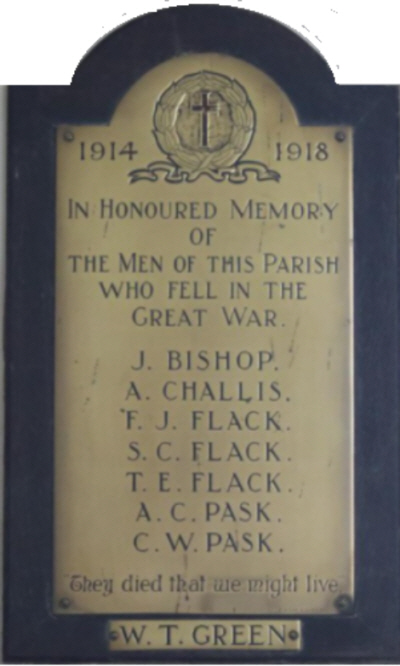 1914 1918
IN HONOURED MEMORY
OF
THE MEN OF THIS PARISH
WHO FELL IN THE
GREAT WAR.
J. BISHOP.
A. CHALLIS.
F. J. FLACK.
S. C. FLACK.
T. E. FLACK.
A. C. PASK.
C. W. PASK.
They died that we might live.
W. T. GREEN